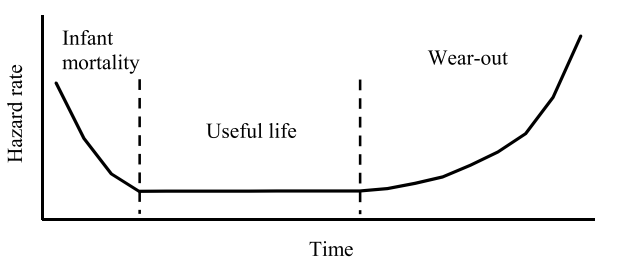 Infant
mortality
Wear-out
Useful life
Hazard rate
Time